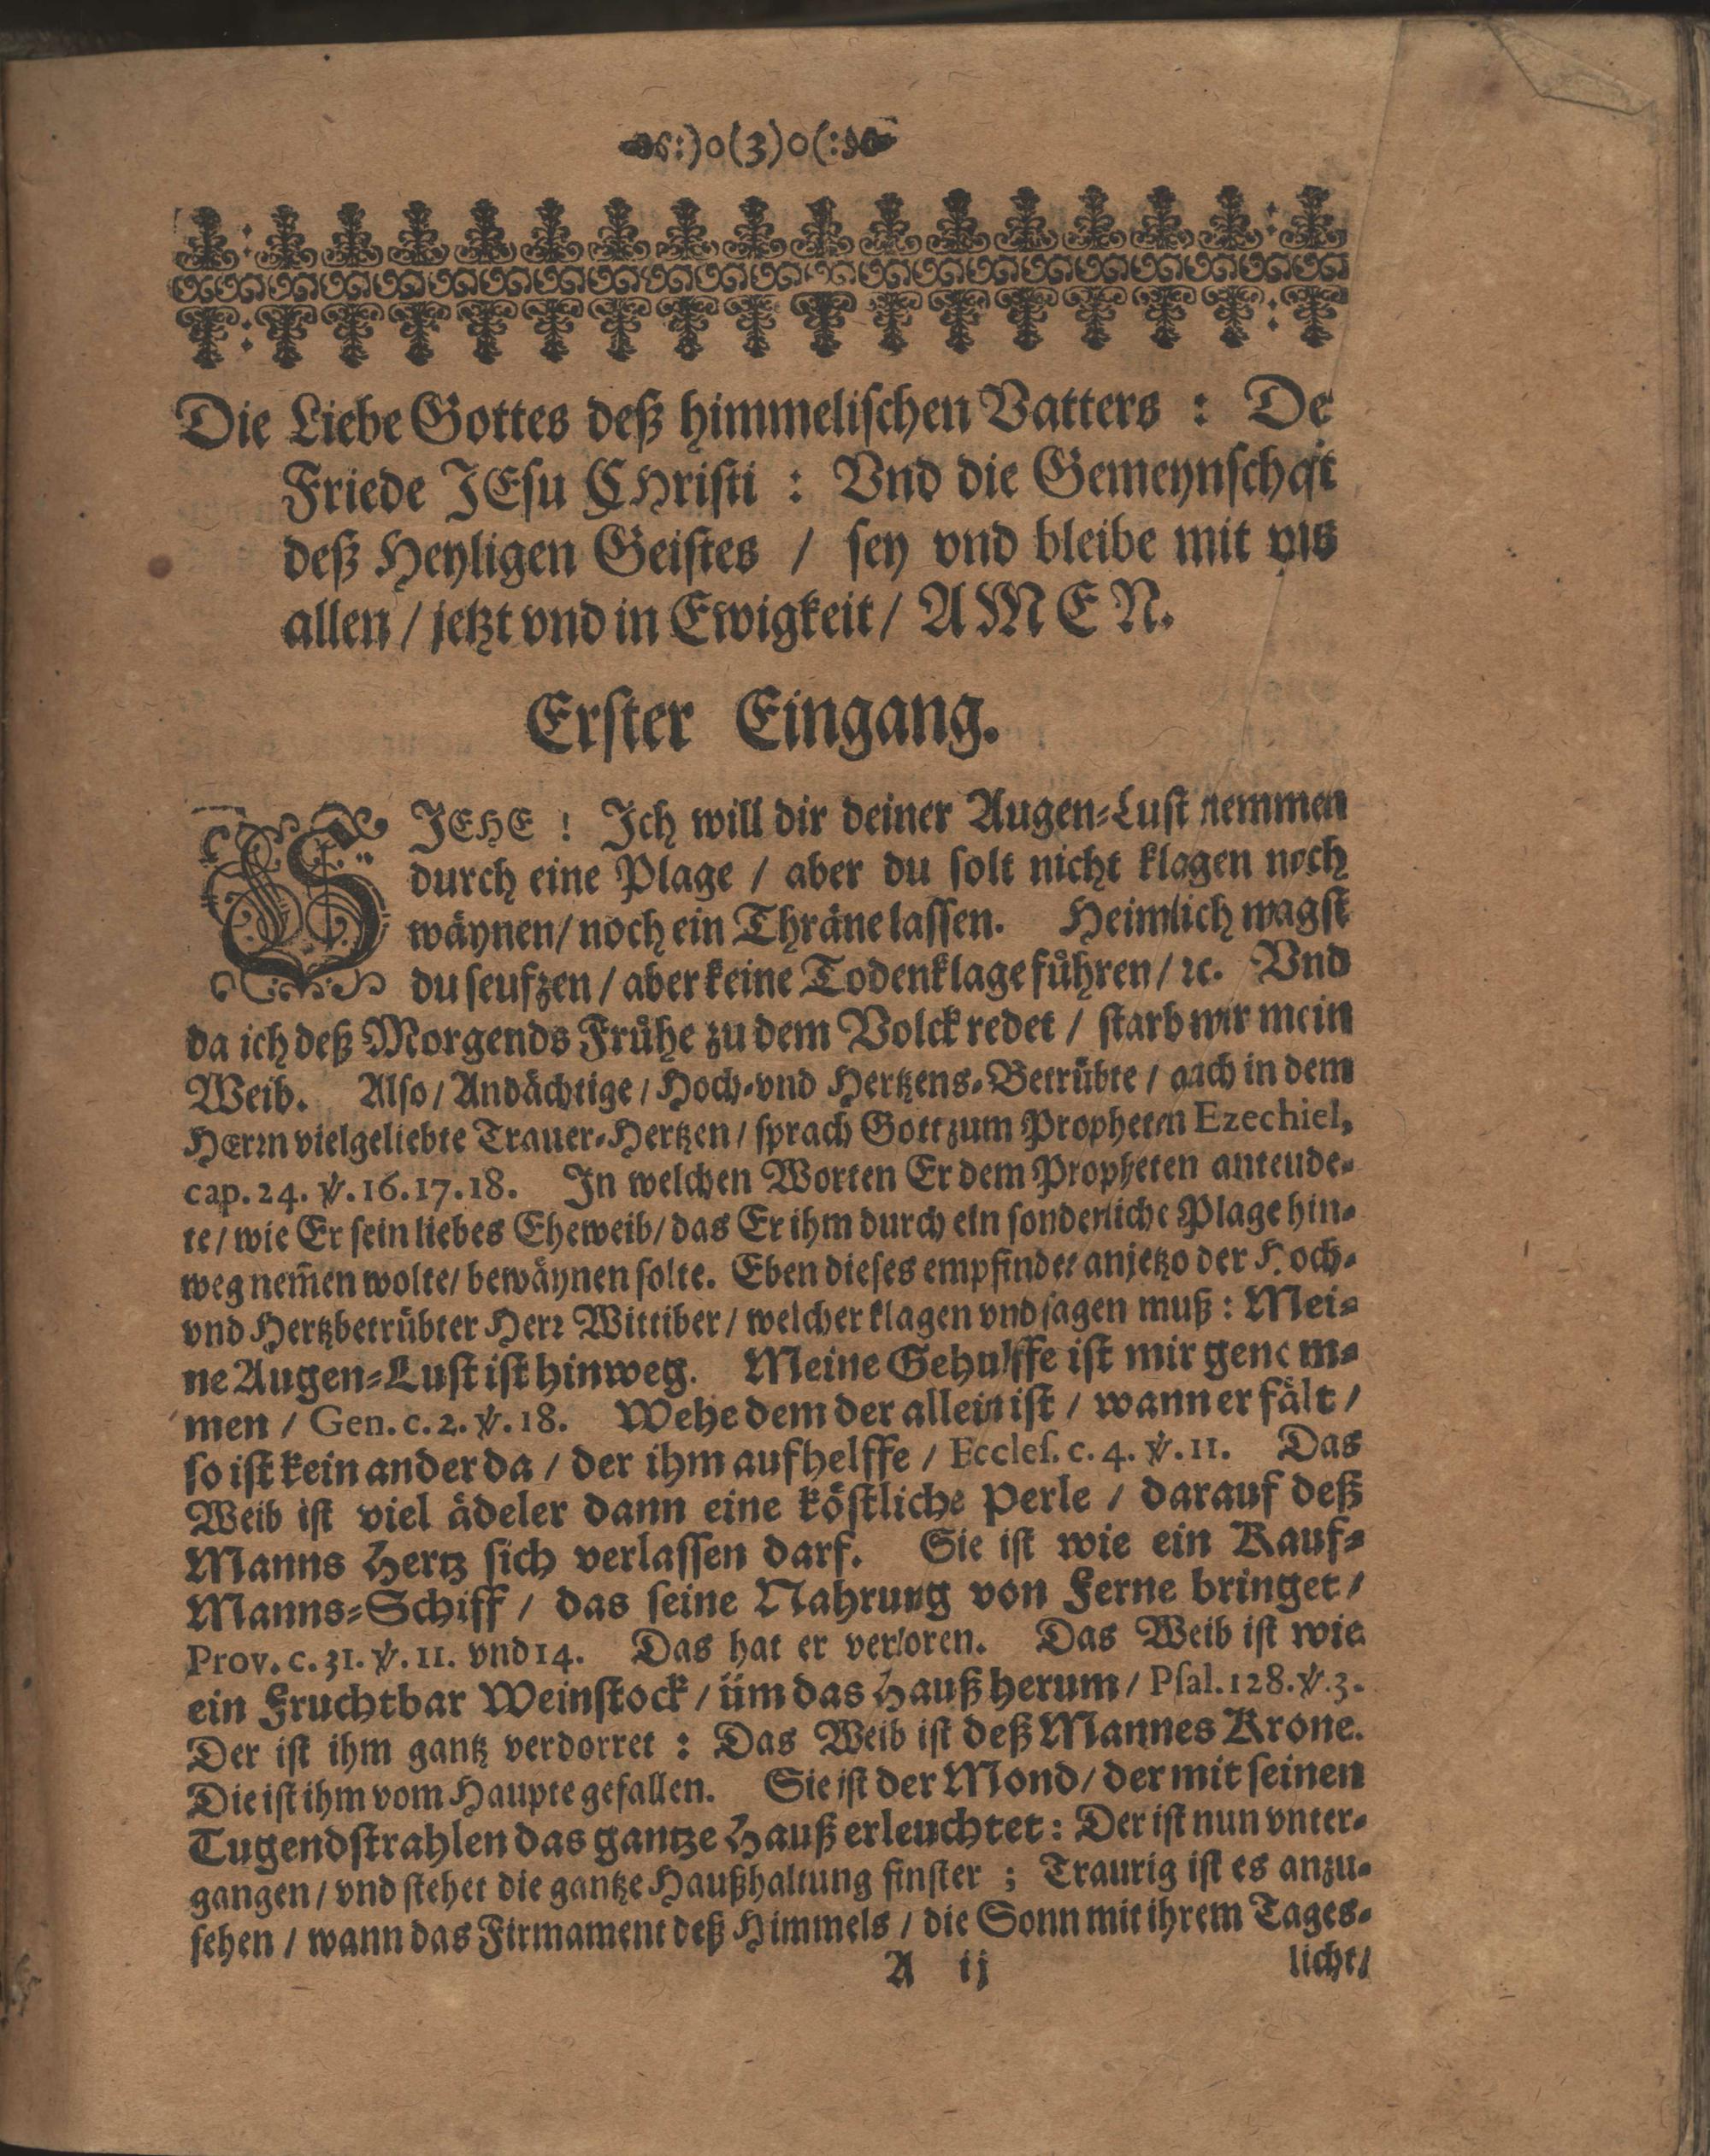 :)o(3)o(:
Die Liebe Gottes deß himmelischen Vatters : De
Friede JEsu CHristi : Vnd die Gemeynschaft
deß Heyligen Geistes / sey vnd bleibe mit vns
allen / jetzt vnd in Ewigkeit / AMEN.
Erster Eingang.
SJEHE ! Jch will dir deiner Augen-Lust nemmen
durch eine Plage / aber du solt nicht klagen noch
wäynen / noch ein Thräne lassen. Heimlich magst
du seufzen / aber keine Todenklage führen / ꝛc. Vnd
da ich deß Morgends Frühe zu dem Volck redet / starb mir mein
Weib. Also / Andächtige / Hoch-vnd Hertzens-Betrübte / auch in dem
HErꝛn vielgeliebte Trauer-Hertzen / sprach Gott zum Propheten Ezechiel,
cap. 24. ℣. 16. 17. 18. Jn welchen Worten Er dem Propheten anteude-
te / wie Er sein liebes Eheweib / das Er ihm durch ein sonderliche Plage hin-
weg nem̃en wolte / bewäynen solte. Eben dieses empfindet anjetzo der Hoch-
vnd Hertzbetrübter Herꝛ Wittiber / welcher klagen vnd sagen muß : Mei-
ne Augen-Lust ist hinweg. Meine Gehulffe ist mir genom-
men / Gen. c. 2. ℣. 18. Wehe dem der allein ist / wann er fält /
so ist kein ander da / der ihm aufhelffe / Eccles. c. 4. ℣. 11. Das
Weib ist viel ädeler dann eine köstliche Perle / darauf deß
Manns Hertz sich verlassen darf. Sie ist wie ein Kauf-
Manns-Schiff / das seine Nahrung von Ferne bringet /
Prov. c. 31. ℣. 11. vnd 14. Das hat er verloren. Das Weib ist wie
ein Fruchtbar Weinstock / üm das Hauß herum / Psal. 128. ℣. 3.
Der ist ihm gantz verdorret : Das Weib ist deß Mannes Krone.
Die ist ihm vom Haupte gefallen. Sie ist der Mond / der mit seinen
Tugendstrahlen das gantze Hauß erleuchtet : Der ist nun vnter-
gangen / vnd stehet die gantze Haußhaltung finster ; Traurig ist es anzu-
sehen / wann das Firmament deß Himmels / die Sonn mit ihrem Tages-
A ij licht /